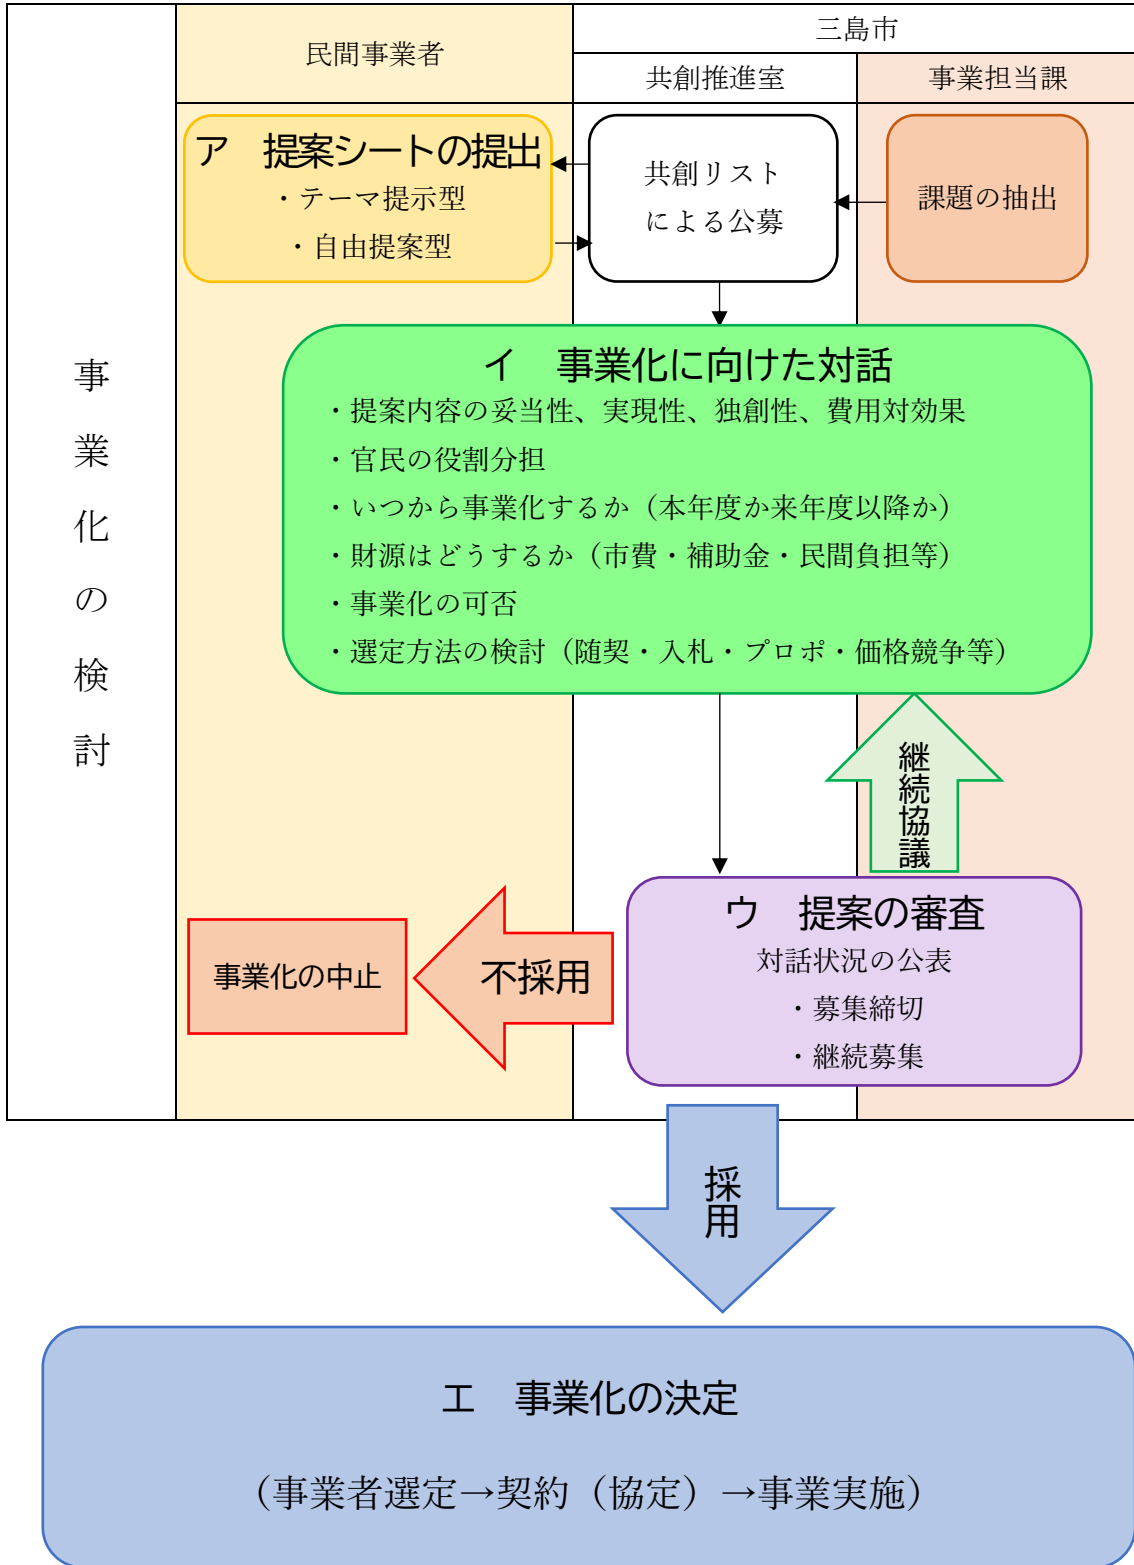 民間事業者
三島市
共創推進室
事業担当課
事業化の検討
ア 提案シートの提出
・テーマ提示型
・自由提案型
共創リスト
による公募
課題の抽出
イ 事業化に向けた対話
・提案内容の妥当性、実現性、独創性、費用対効果
・官民の役割分担
・いつから事業化するか（本年度か来年度以降か）
・財源はどうするか（市費・補助金・民間負担等）
・事業化の可否
・選定方法の検討（随契・入札・プロポ・価格競争等）
継続協議
ウ 提案の審査
対話状況の公表
・募集締切
・継続募集
不採用
事業化の中止
採用
エ 事業化の決定
（事業者選定→契約（協定）→事業実施）